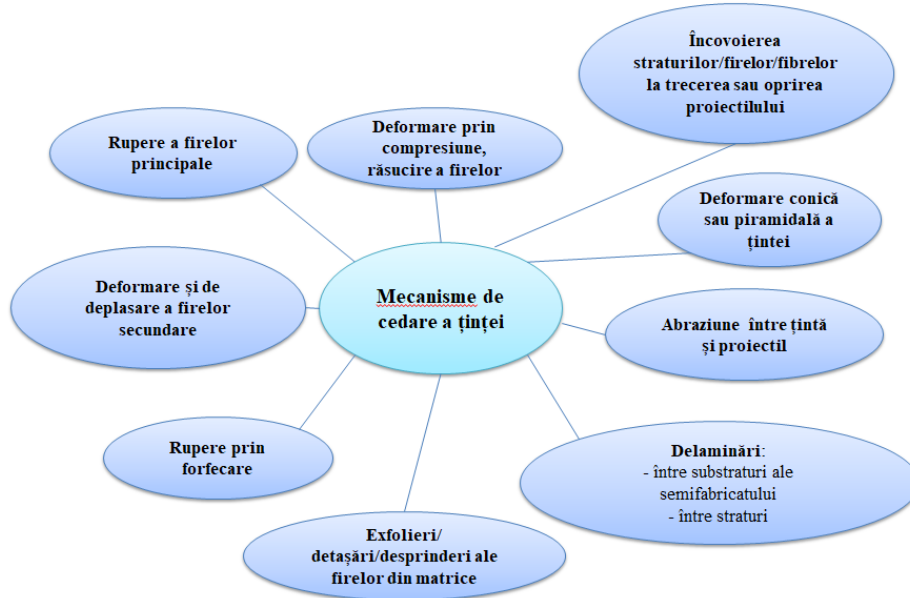 Încovoierea
straturilor/firelor/fibrelor
la trecerea sau oprirea
proiectilului
Deformare prin
compresiune,
răsucire a firelor
Rupere a firelor
principale
Deformare conică
sau piramidală a
țintei
Mecanisme de
cedare a țintei
Deformare și de
deplasare a firelor
secundare
Abraziune între țintă
și proiectil
Rupere prin
forfecare
Delaminări:
- între substraturi ale
semifabricatului
- între straturi
Exfolieri/
detașări/desprinderi ale
firelor din matrice